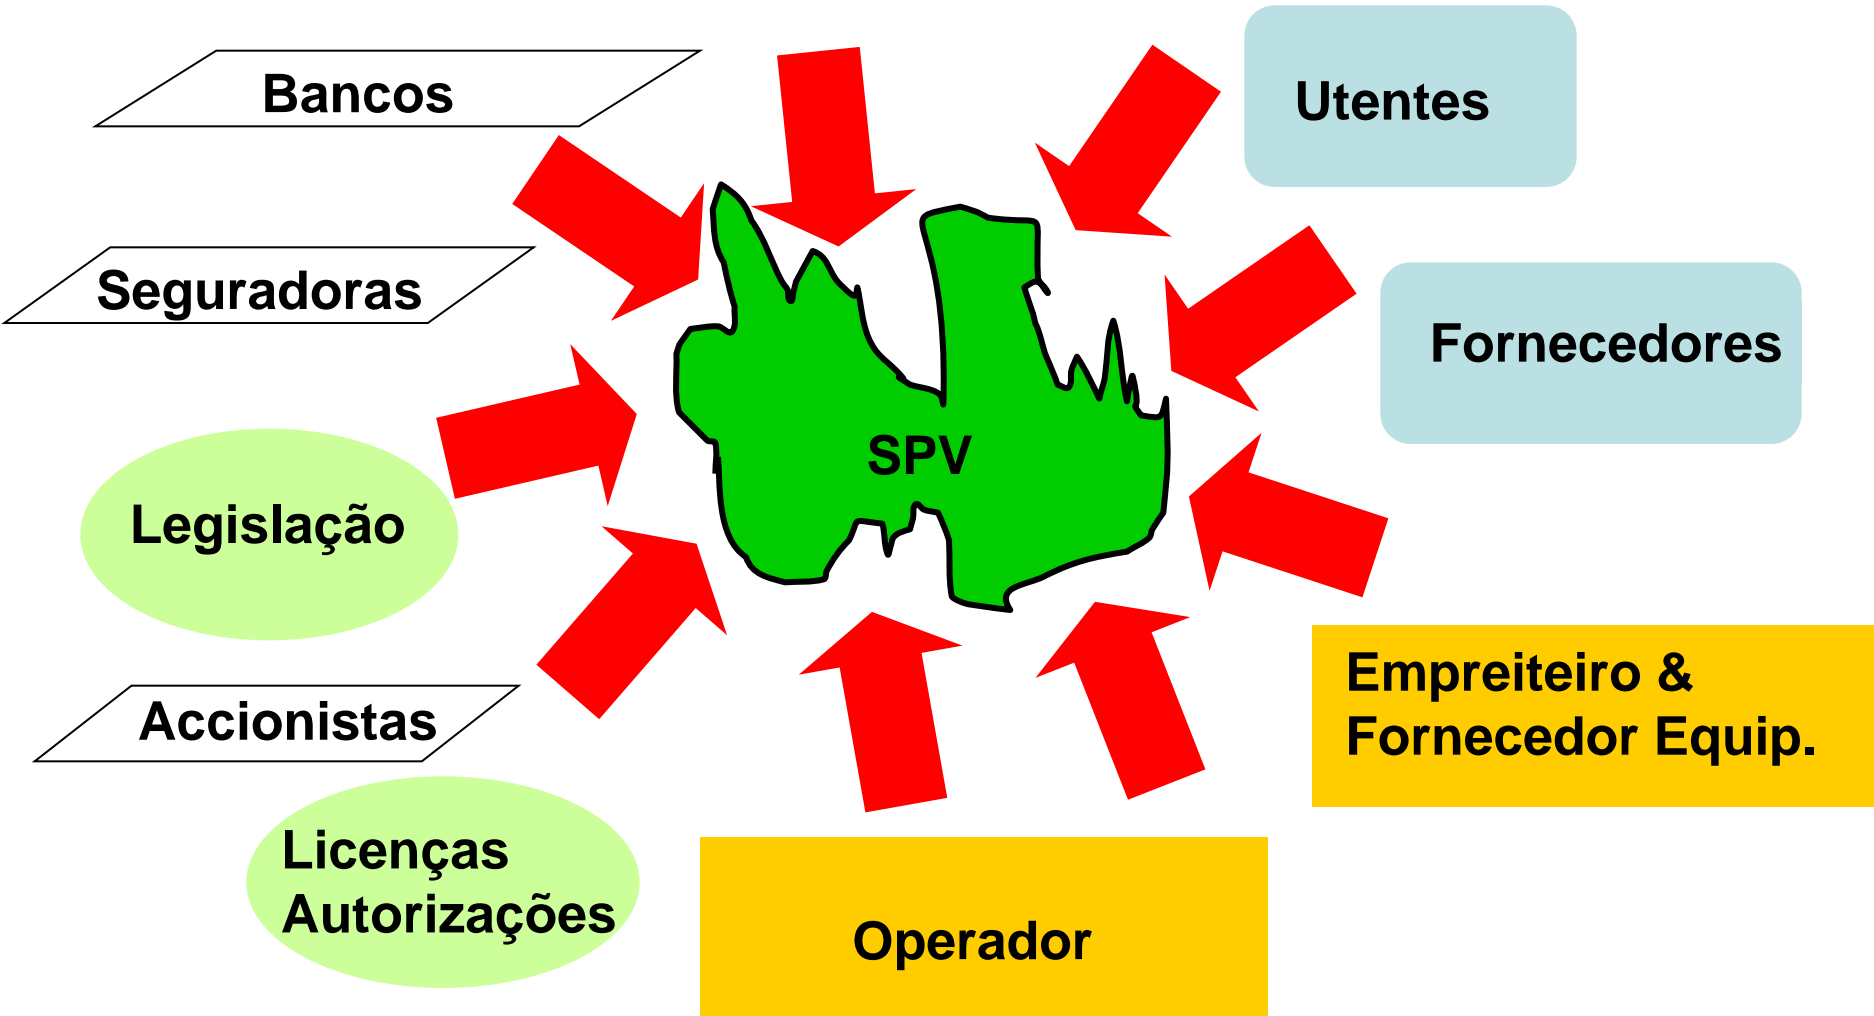 Bancos
Utentes
Seguradoras
Fornecedores
SPV
Legislação
Empreiteiro &
Fornecedor Equip.
Accionistas
Licenças
Autorizações
Operador